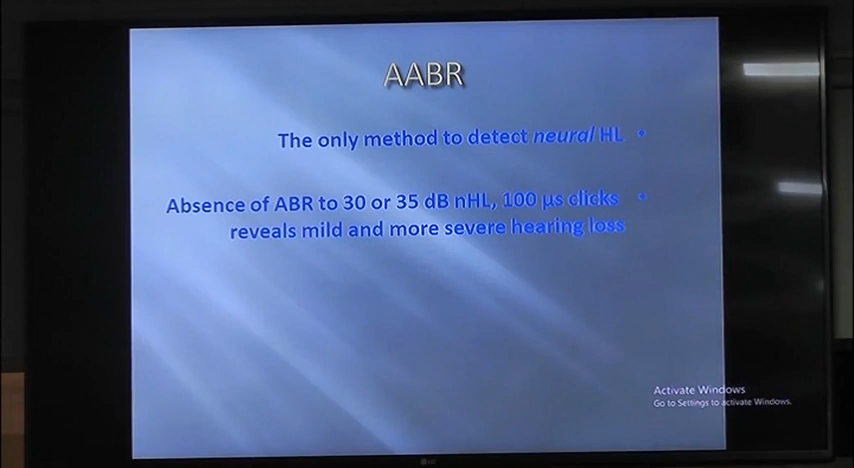 AABR
The only method to detect neural HL •
Absence of ABR to 30 or 35 dB nHL, 100 µs clicks •
reveals mild and more severe hearing loss
Activate Windows
Go to Settings to activate Windows.
LG